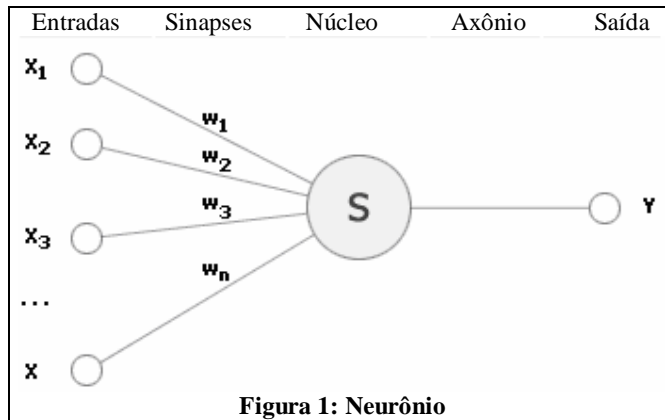 Entradas Sinapses Núcleo Axônio Saída
X1
w1
X2
w2
S
Y
w3
X3
wn
...
X
Figura 1: Neurônio